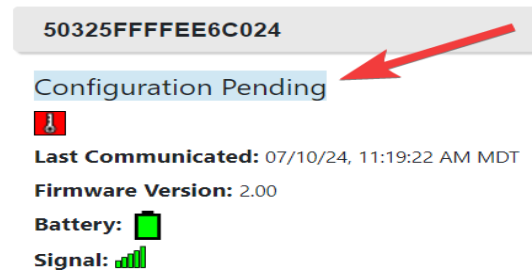 50325FFFFEE6C024
Configuration Pending
Last Communicated: 07/10/24, 11:19:22 AM MDT
Firmware Version: 2.00
Battery:
Signal: